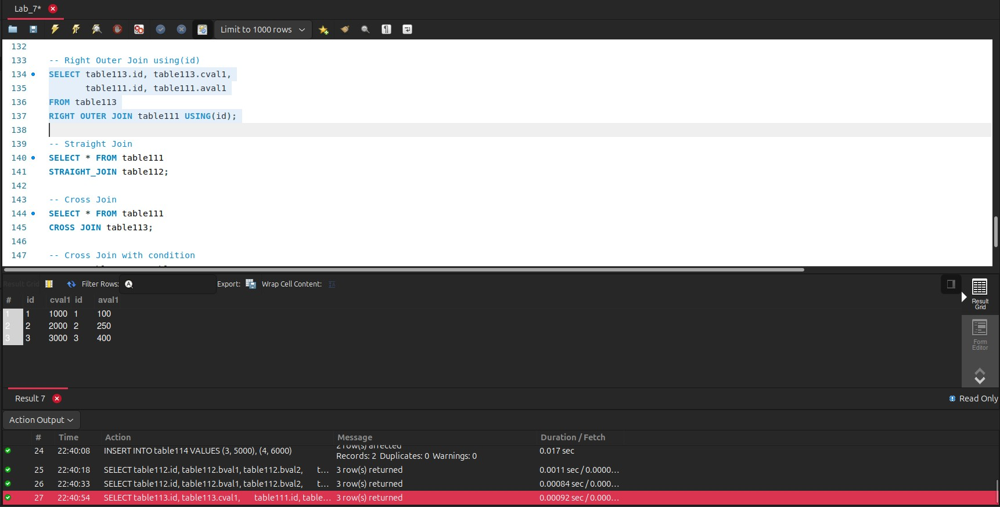 Lab_7*
Limit to 1000 rows
132
133 -- Right Outer Join using(id)
134 SELECT table113.id, table113.cval1,
135 table111.id, table111.aval1
136 FROM table113
137 RIGHT OUTER JOIN table111 USING(id);
138
139 -- Straight Join
140 SELECT * FROM table111
141 STRAIGHT_JOIN table112;
142
143 -- Cross Join
144 SELECT * FROM table111
145 CROSS JOIN table113;
146
147 -- Cross Join with condition
Result Grid Filter Rows: Export: Wrap Cell Content:
# id cval1 id aval1
1 1 1000 1 100
2 2 2000 2 250
3 3 3000 3 400
Result
Grid
Form
Editor
Result 7 Read Only
Action Output
# Time Action Message Duration / Fetch
24 22:40:08 INSERT INTO table114 VALUES (3, 5000), (4, 6000) 2 row(s) affected
Records: 2 Duplicates: 0 Warnings: 0 0.017 sec
25 22:40:18 SELECT table112.id, table112.bval1, table112.bval2, t... 3 row(s) returned 0.0011 sec / 0.0000...
26 22:40:33 SELECT table112.id, table112.bval1, table112.bval2, t... 3 row(s) returned 0.00084 sec / 0.000...
27 22:40:54 SELECT table113.id, table113.cval1, table111.id, table... 3 row(s) returned 0.00092 sec / 0.000...